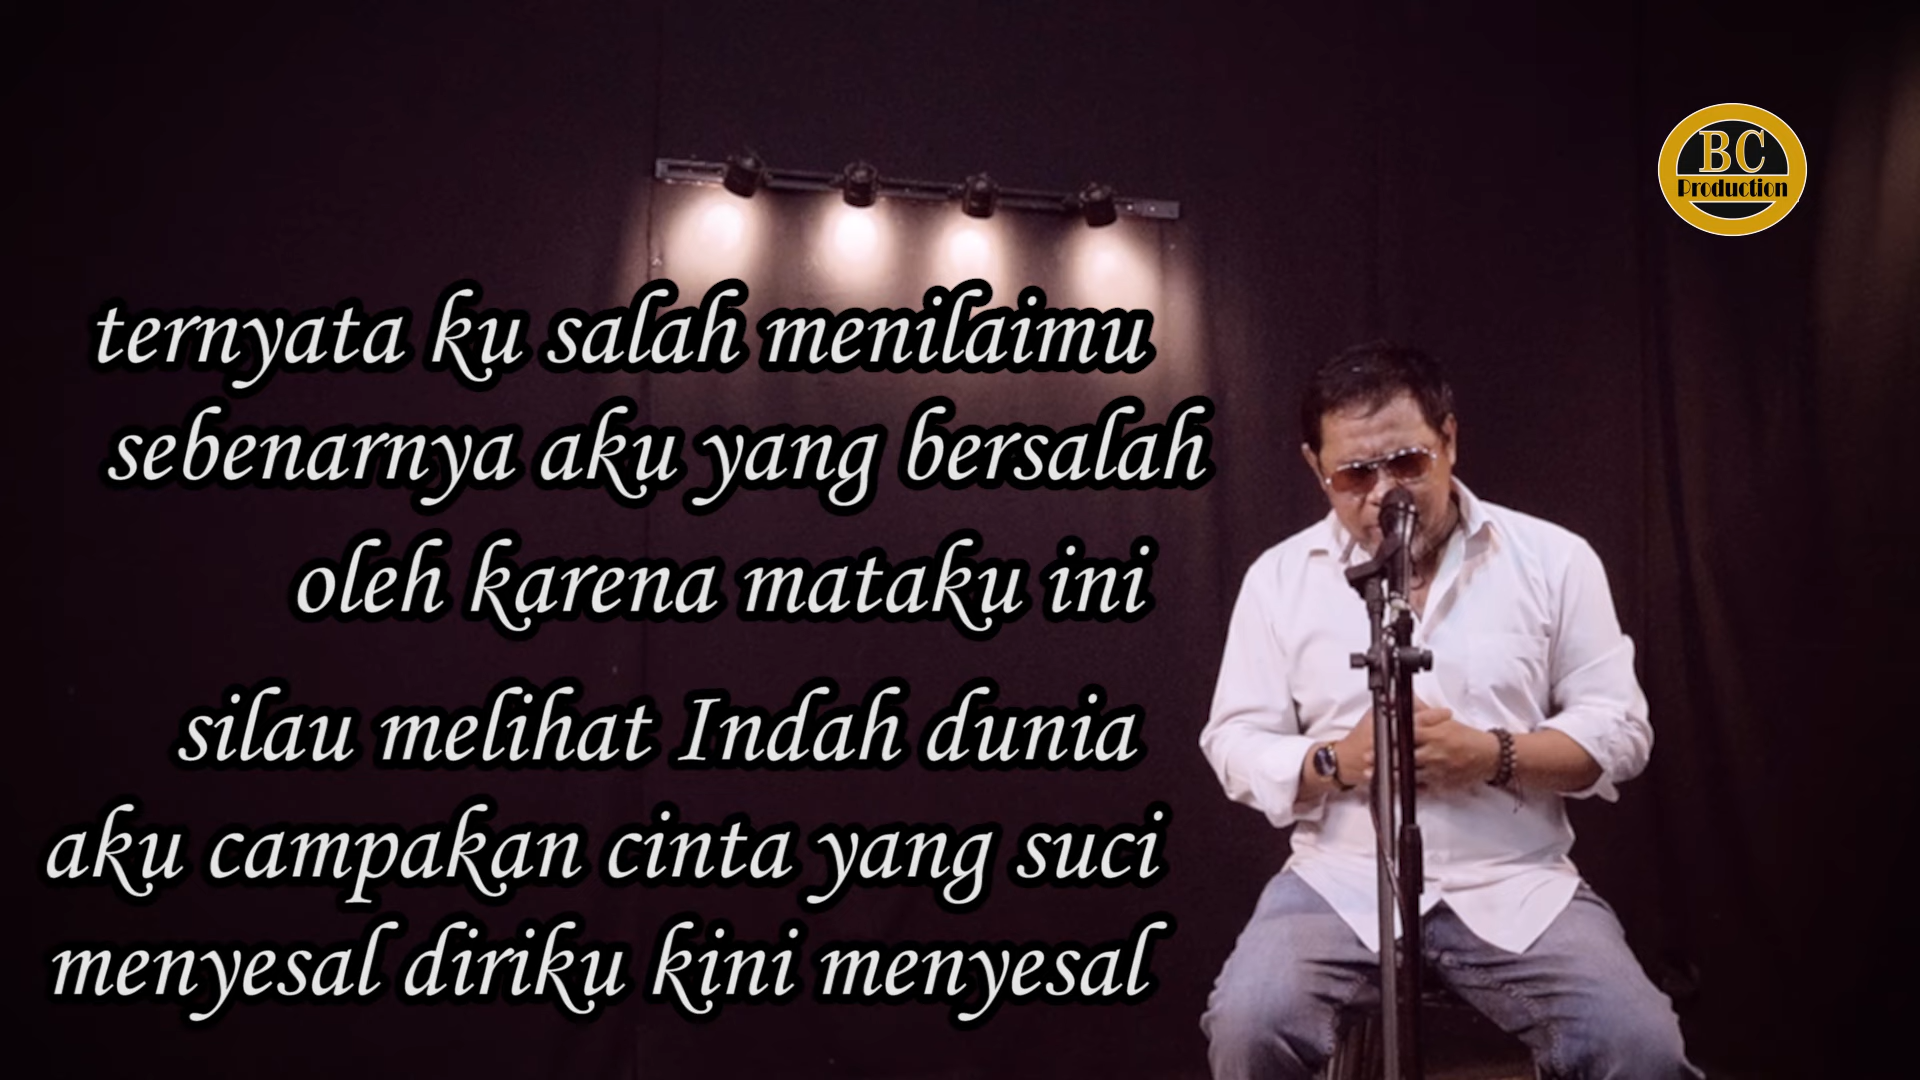 BC
Production
ternyata ku salah menilaimu
sebenarnya aku yang bersalah
oleh karena mataku ini
silau melihat Indah dunia
aku campakan cinta yang suci
menyesal diriku kini menyesal